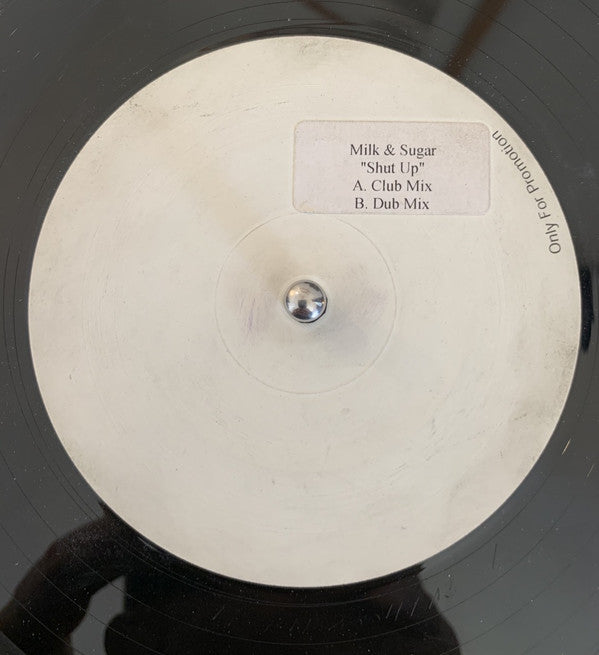 Milk & Sugar
"Shut Up"
A. Club Mix
B. Dub Mix
Only For Promotion